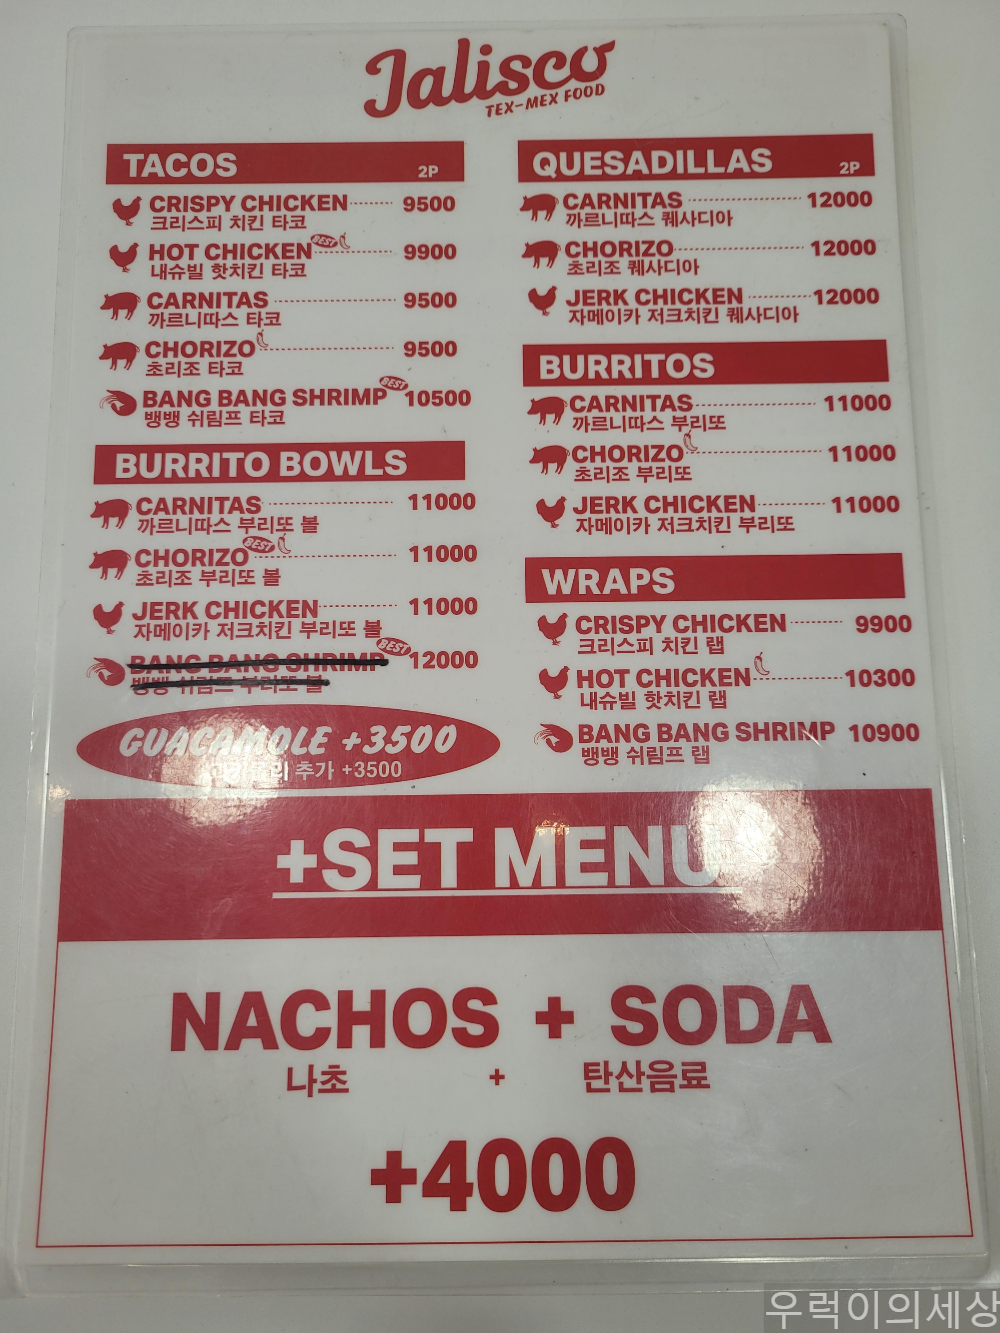 Jalisco
TEX-MEX FOOD
TACOS 2P
CRISPY CHICKEN 9500
크리스피 치킨 타코
HOT CHICKEN BEST 9900
내슈빌 핫치킨 타코
CARNITAS 9500
까르니따스 타코
CHORIZO 9500
초리조 타코
BANG BANG SHRIMP BEST 10500
뱅뱅 쉬림프 타코
BURRITO BOWLS
CARNITAS 11000
까르니따스 부리또 볼
CHORIZO BEST 11000
초리조 부리또 볼
JERK CHICKEN 11000
자메이카 저크치킨 부리또 볼
BANG BANG SHRIMP BEST 12000
뱅뱅 쉬림프 부리또 볼
GUACAMOLE +3500
추가 +3500
QUESADILLAS 2P
CARNITAS 12000
까르니따스 퀘사디아
CHORIZO 12000
초리조 퀘사디아
JERK CHICKEN 12000
자메이카 저크치킨 퀘사디아
BURRITOS
CARNITAS 11000
까르니따스 부리또
CHORIZO 11000
초리조 부리또
JERK CHICKEN 11000
자메이카 저크치킨 부리또
WRAPS
CRISPY CHICKEN 9900
크리스피 치킨 랩
HOT CHICKEN 10300
내슈빌 핫치킨 랩
BANG BANG SHRIMP 10900
뱅뱅 쉬림프 랩
+SET MENU
NACHOS + SODA
나초 + 탄산음료
+4000
우럭이의세상